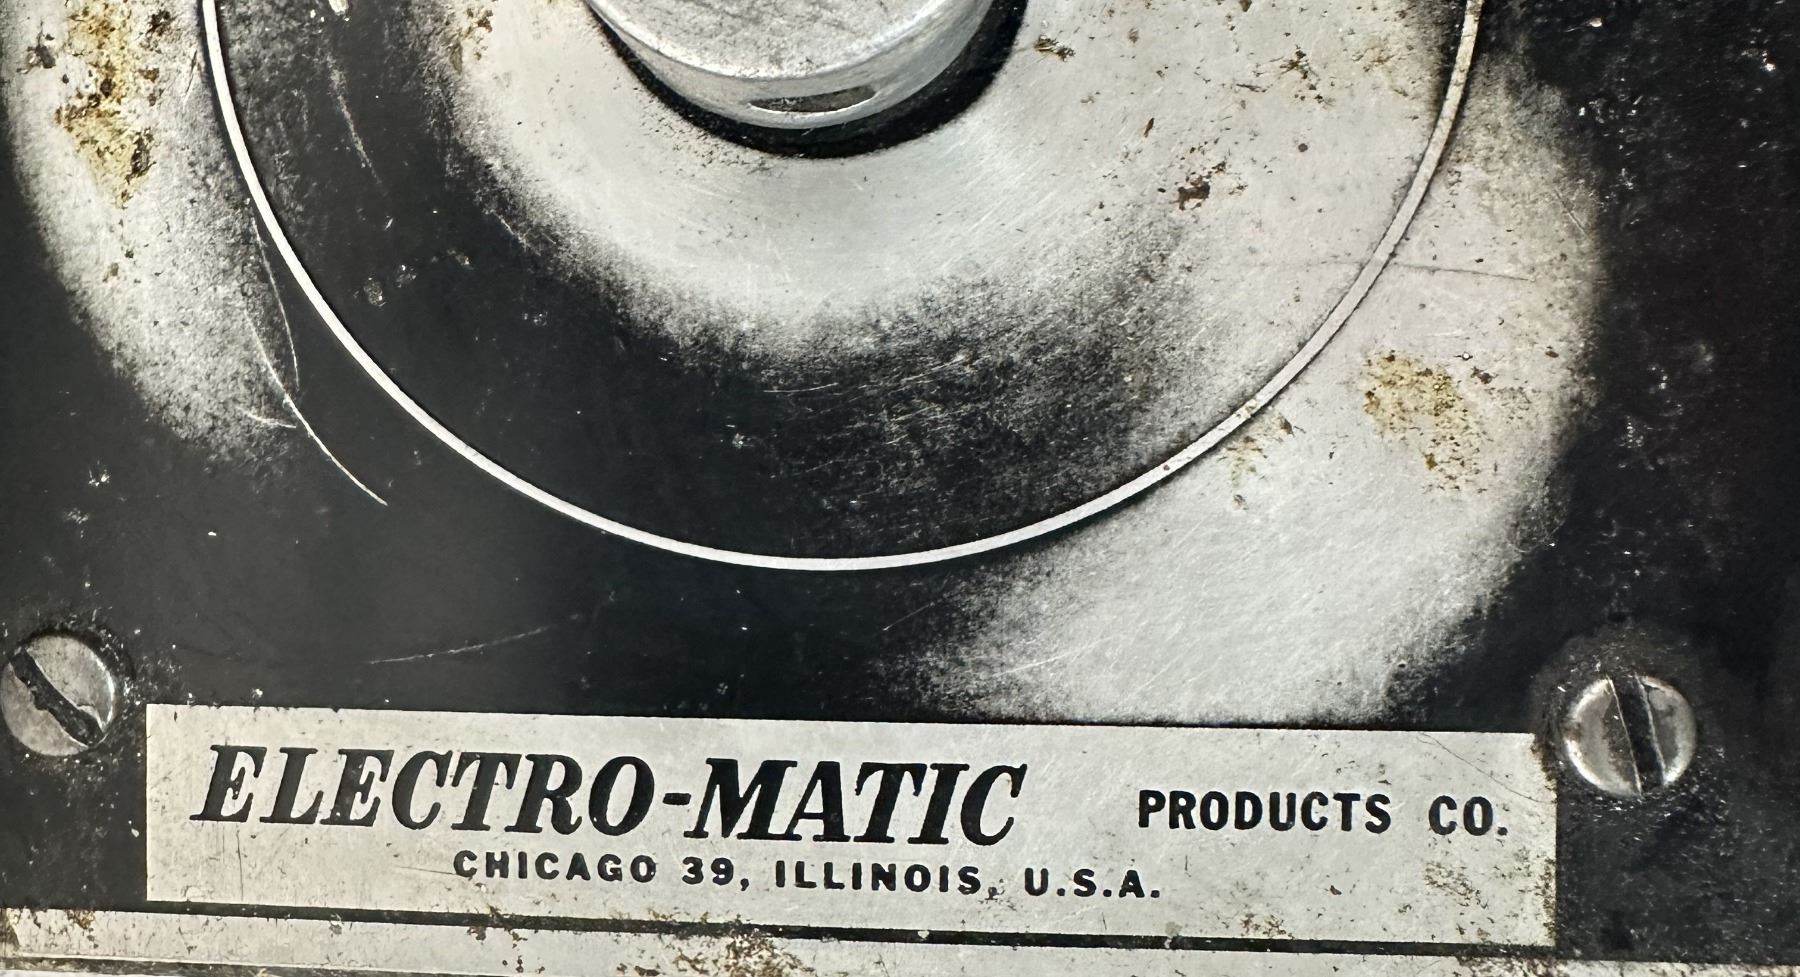 ELECTRO-MATIC PRODUCTS CO.
CHICAGO 39, ILLINOIS, U.S.A.